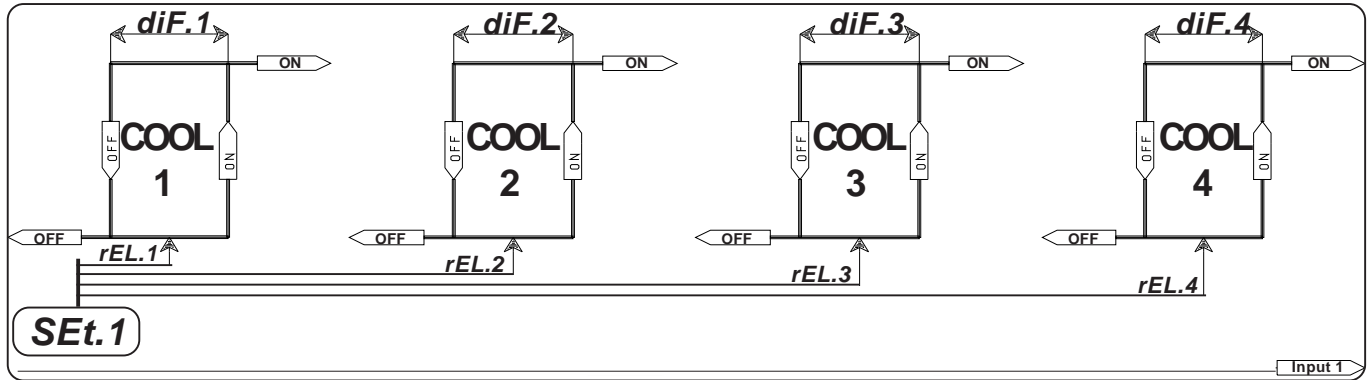 diF.1 diF.2 diF.3 diF.4
ON ON ON ON
OFF COOL 1 ON OFF COOL 2 ON OFF COOL 3 ON OFF COOL 4 ON
OFF OFF OFF OFF
rEL.1 rEL.2 rEL.3 rEL.4
SEt.1
Input 1